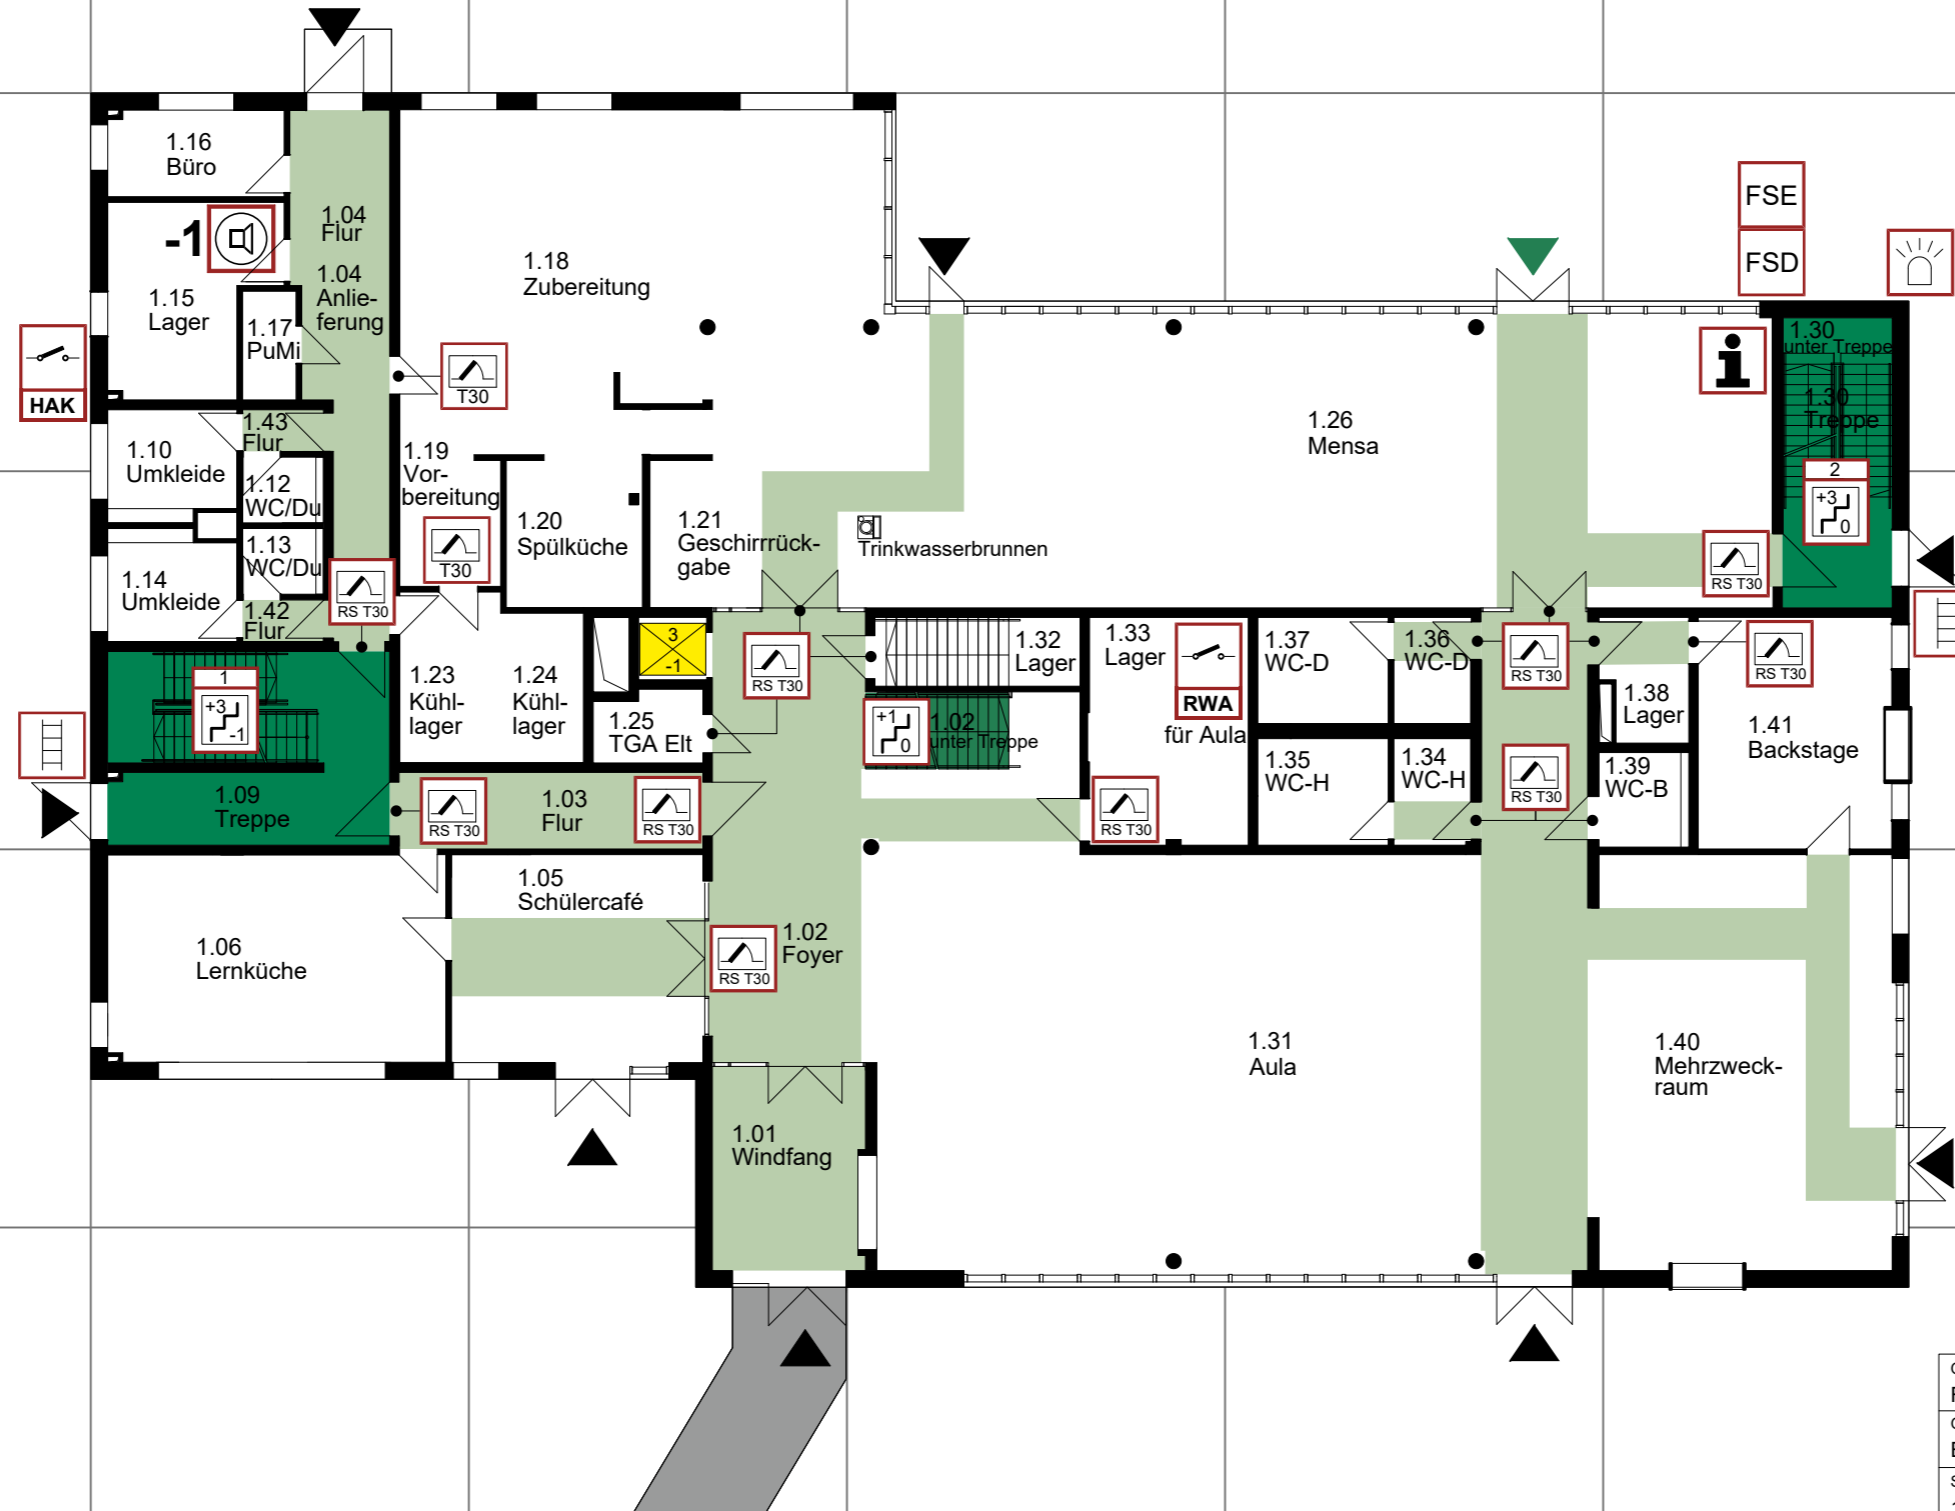 1.16
Büro
-1
1.15
Lager
1.17
PuMi
1.04
Flur
1.04
Anlie-
ferung
HAK
1.18
Zubereitung
T30
1.43
Flur
1.10
Umkleide
1.12
WC/Du
1.13
WC/Du
1.14
Umkleide
1.42
Flur
RS T30
1.19
Vor-
bereitung
T30
1.20
Spülküche
1.21
Geschirrrück-
gabe
Trinkwasserbrunnen
1.26
Mensa
FSE
FSD
1.30
unter Treppe
1.30
Treppe
2
+3
0
RS T30
1
+3
-1
1.09
Treppe
1.23
Kühl-
lager
1.24
Kühl-
lager
3
-1
1.25
TGA Elt
RS T30
1.32
Lager
+1
0
1.02
unter Treppe
1.33
Lager
RWA
für Aula
RS T30
1.37
WC-D
1.36
WC-D
1.35
WC-H
1.34
WC-H
RS T30
RS T30
1.38
Lager
1.39
WC-B
RS T30
1.41
Backstage
RS T30
1.03
Flur
RS T30
1.05
Schülercafé
1.06
Lernküche
RS T30
1.02
Foyer
1.01
Windfang
1.31
Aula
1.40
Mehrzweck-
raum